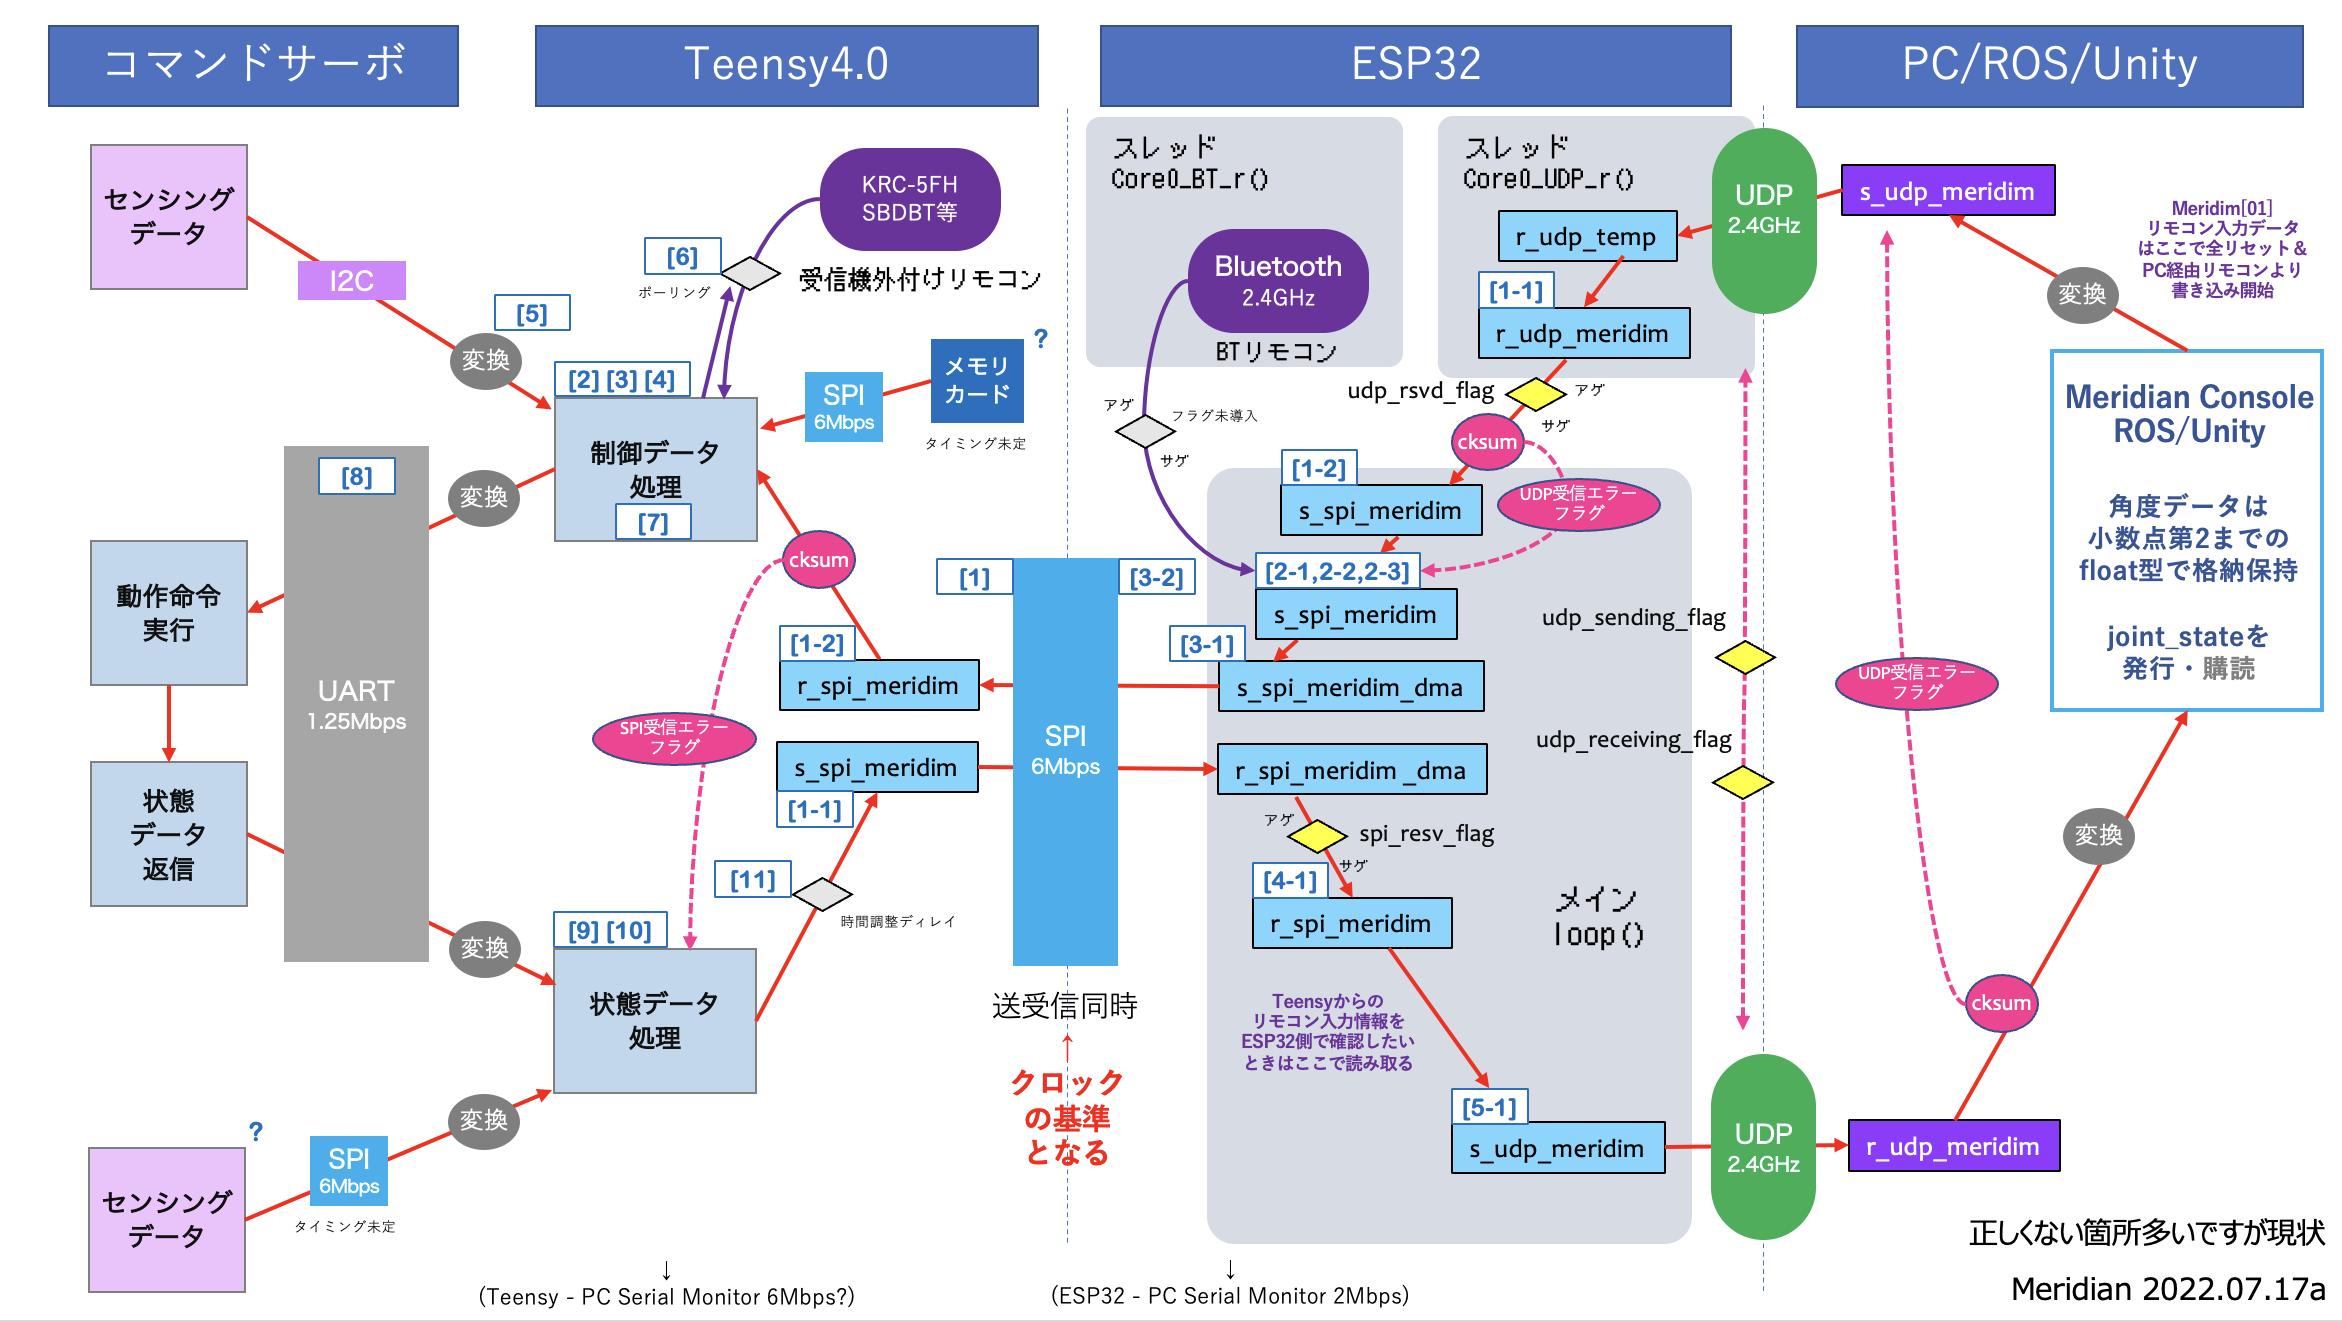 コマンドサーボ
Teensy4.0
ESP32
PC/ROS/Unity
センシング
データ
I2C
[5]
変換
[2] [3] [4]
制御データ
処理
[7]
[6]
ポーリング
KRC-5FH
SBDBT等
受信機外付けリモコン
SPI
6Mbps
メモリ
カード
?
タイミング未定
[8]
UART
1.25Mbps
変換
動作命令
実行
状態
データ
返信
cksum
SPI受信エラー
フラグ
[1-2]
r_spi_meridim
s_spi_meridim
[1-1]
[11]
時間調整ディレイ
変換
[9] [10]
状態データ
処理
変換
?
センシング
データ
SPI
6Mbps
タイミング未定
↓
(Teensy - PC Serial Monitor 6Mbps?)
[1]
[3-2]
SPI
6Mbps
送受信同時
クロック
の基準
となる
スレッド
Core0_BT_r()
Bluetooth
2.4GHz
BTリモコン
アゲ
フラグ未導入
サゲ
スレッド
Core0_UDP_r()
r_udp_temp
[1-1]
r_udp_meridim
udp_rsvd_flag
アゲ
サゲ
cksum
UDP受信エラー
フラグ
[1-2]
s_spi_meridim
[2-1,2-2,2-3]
s_spi_meridim
[3-1]
s_spi_meridim_dma
r_spi_meridim _dma
アゲ
spi_resv_flag
サゲ
[4-1]
r_spi_meridim
メイン
loop()
Teensyからの
リモコン入力情報を
ESP32側で確認したい
ときはここで読み取る
[5-1]
s_udp_meridim
udp_sending_flag
udp_receiving_flag
↓
(ESP32 - PC Serial Monitor 2Mbps)
UDP
2.4GHz
UDP
2.4GHz
s_udp_meridim
Meridim[01]
リモコン入力データ
はここで全リセット＆
PC経由リモコンより
書き込み開始
変換
Meridian Console
ROS/Unity
角度データは
小数点第2までの
float型で格納保持
joint_stateを
発行・購読
UDP受信エラー
フラグ
変換
cksum
r_udp_meridim
正しくない箇所多いですが現状
Meridian 2022.07.17a